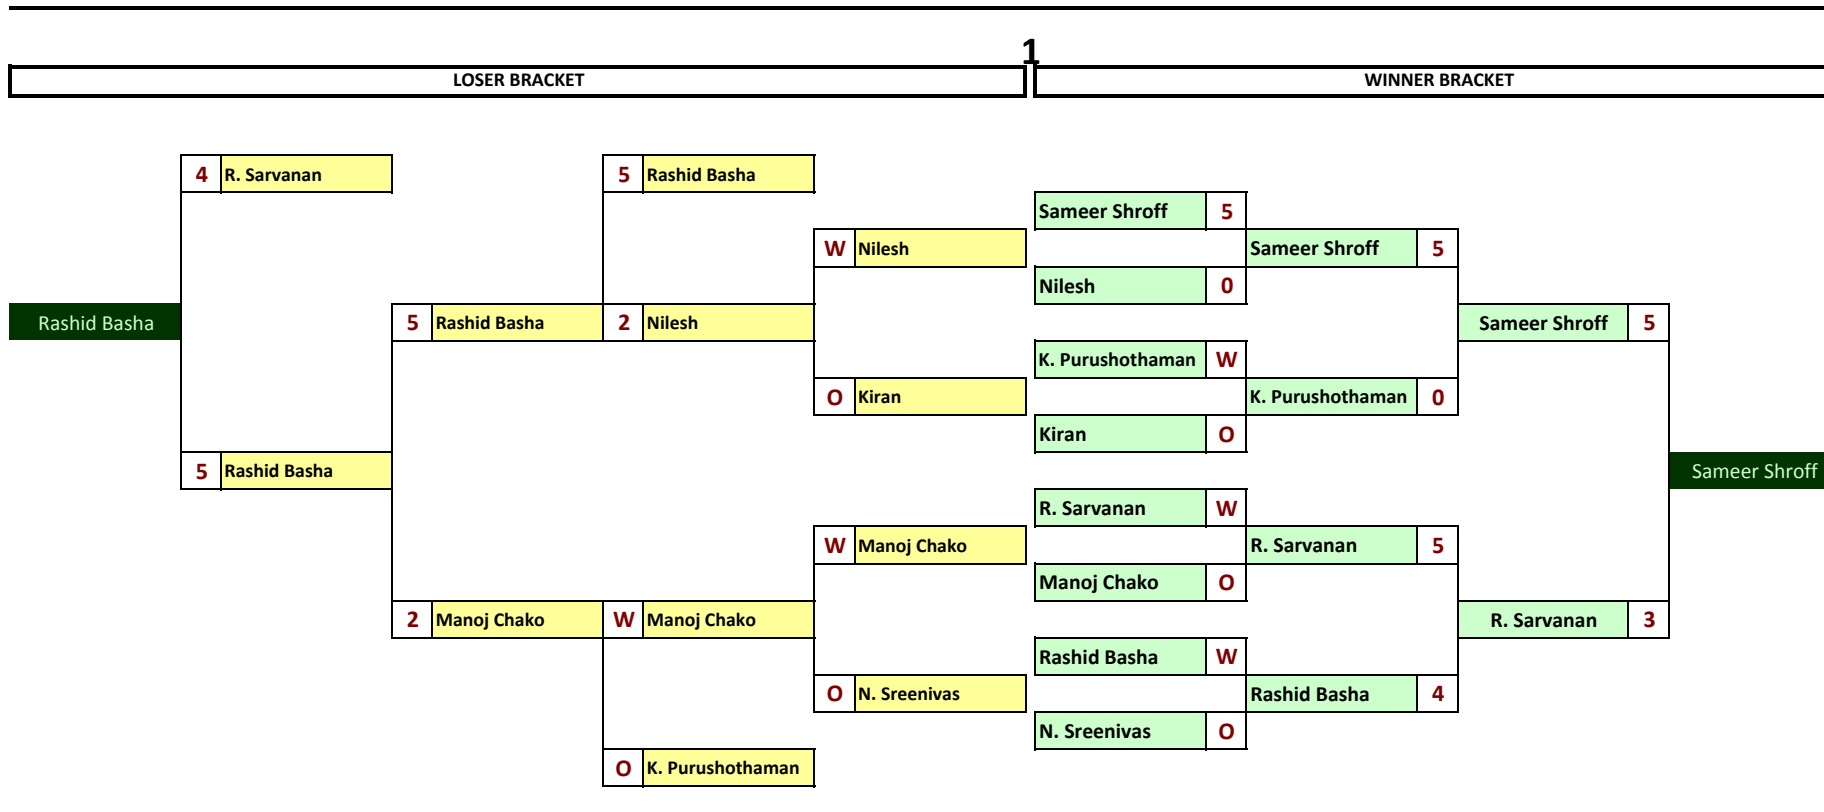 1
LOSER BRACKET WINNER BRACKET
4 R. Sarvanan 5 Rashid Basha
Sameer Shroff 5
W Nilesh Sameer Shroff 5
Nilesh 0
Rashid Basha 5 Rashid Basha 2 Nilesh Sameer Shroff 5
K. Purushothaman W
O Kiran K. Purushothaman 0
Kiran O
5 Rashid Basha Sameer Shroff
R. Sarvanan W
W Manoj Chako R. Sarvanan 5
Manoj Chako O
2 Manoj Chako W Manoj Chako R. Sarvanan 3
Rashid Basha W
O N. Sreenivas Rashid Basha 4
N. Sreenivas O
O K. Purushothaman